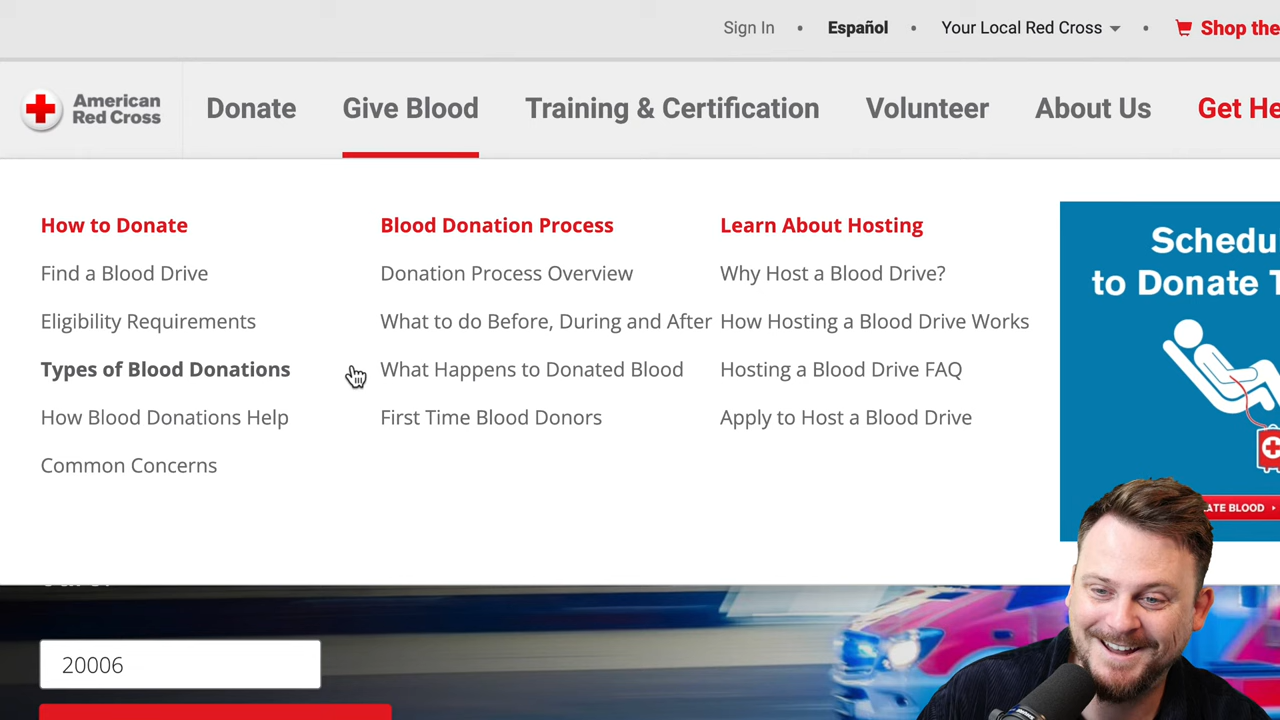 Sign In • Español • Your Local Red Cross • Shop the
American
Red Cross
Donate Give Blood Training & Certification Volunteer About Us Get He
How to Donate
Find a Blood Drive
Eligibility Requirements
Types of Blood Donations
How Blood Donations Help
Common Concerns
Blood Donation Process
Donation Process Overview
What to do Before, During and After
What Happens to Donated Blood
First Time Blood Donors
Learn About Hosting
Why Host a Blood Drive?
How Hosting a Blood Drive Works
Hosting a Blood Drive FAQ
Apply to Host a Blood Drive
Schedu
to Donate T
ATE BLOOD
20006